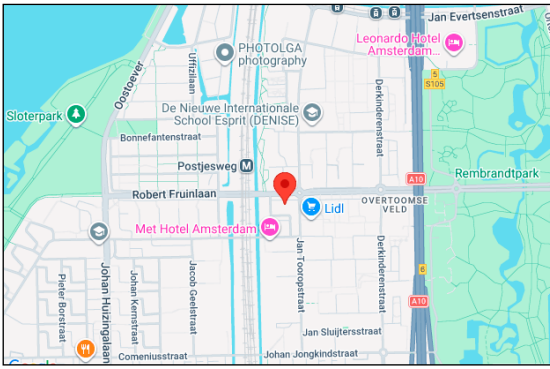 Jan Evertsenstraat
Leonardo Hotel
Amsterdam...
PHOTOLGA
photography
Uffizilaan
Oostoever
5
S105
De Nieuwe Internationale
School Esprit (DENISE)
Derkinderenstraat
Sloterpark
Bonnefantenstraat
Postjesweg M
Rembrandtpark
A10
Robert Fruinlaan
OVERTOOMSE
VELD
Lidl
Met Hotel Amsterdam
Johan Huizingalaan
Pieter Borstraat
Johan Kernstraat
Jacob Geelstraat
Jan Tooropstraat
Derkinderenstraat
6
A10
Jan Sluijtersstraat
Comeniusstraat
Johan Jongkindstraat